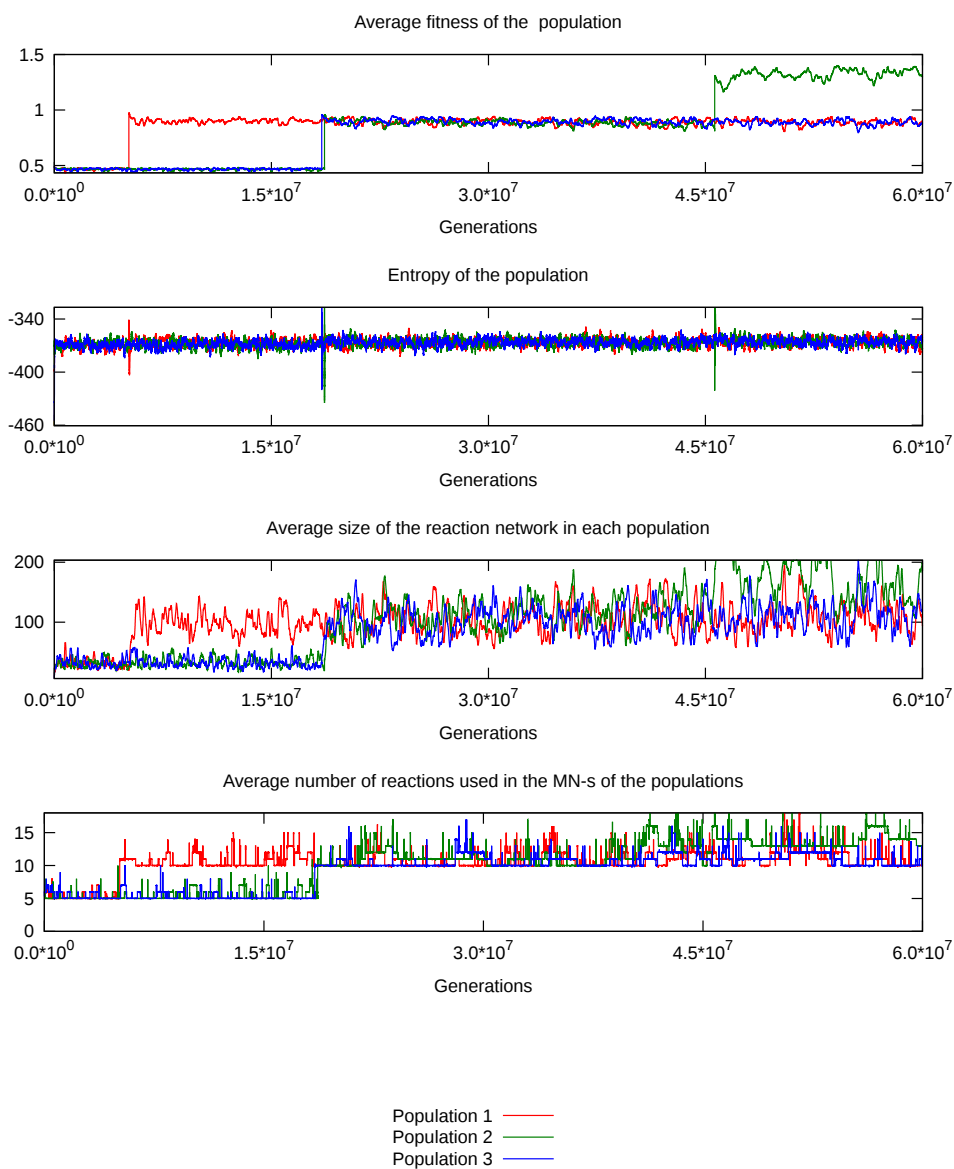 Average fitness of the  population
1.5
1
0.5
0.0*10^0 1.5*10^7 3.0*10^7 4.5*10^7 6.0*10^7
Generations
Entropy of the population
-340
-400
-460
0.0*10^0 1.5*10^7 3.0*10^7 4.5*10^7 6.0*10^7
Generations
Average size of the reaction network in each population
200
100
0.0*10^0 1.5*10^7 3.0*10^7 4.5*10^7 6.0*10^7
Generations
Average number of reactions used in the MN-s of the populations
15
10
5
0
0.0*10^0 1.5*10^7 3.0*10^7 4.5*10^7 6.0*10^7
Generations
Population 1
Population 2
Population 3